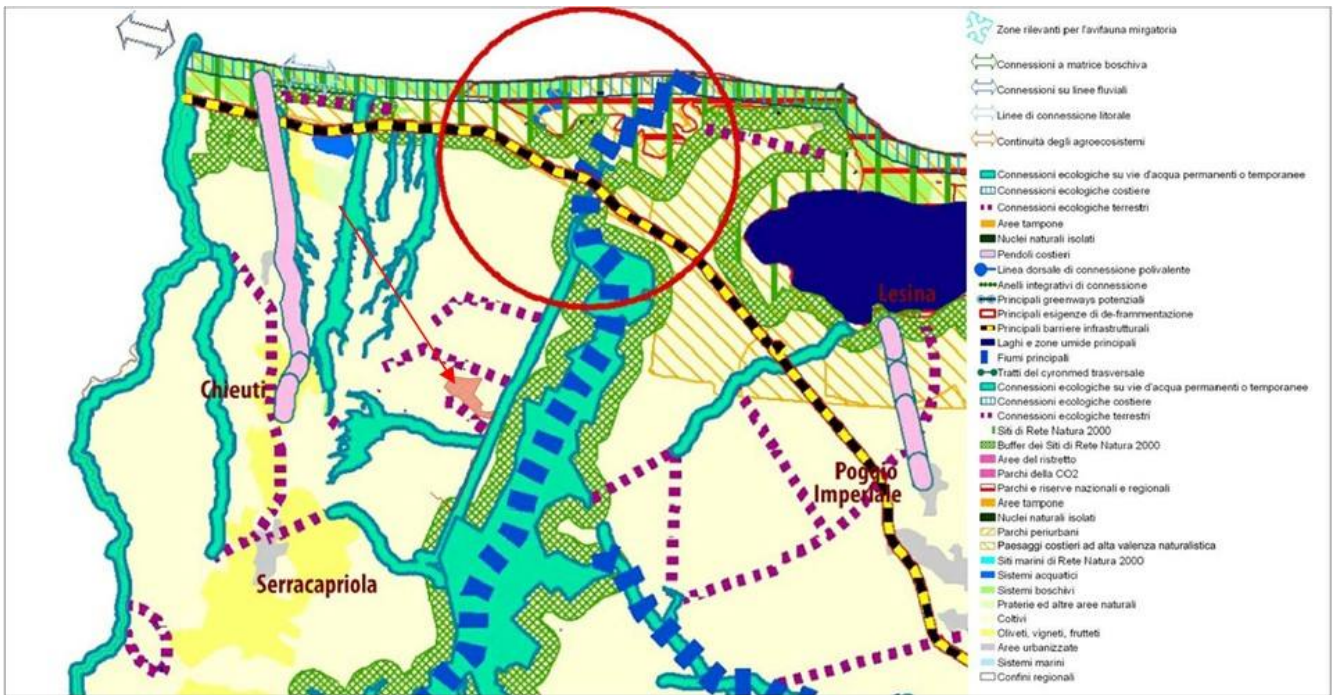 Zone rilevanti per l'avifauna mirgatoria
Connessioni a matrice boschiva
Connessioni su linee fluviali
Linee di connessione litorale
Continuità degli agroecosistemi
Connessioni ecologiche su vie d'acqua permanenti o temporanee
Connessioni ecologiche costiere
Connessioni ecologiche terrestri
Aree tampone
Nuclei naturali isolati
Pendoli costieri
Linea dorsale di connessione polivalente
Anelli integrativi di connessione
Principali greenways potenziali
Principali esigenze di de-frammentazione
Principali barriere infrastrutturali
Laghi e zone umide principali
Fiumi principali
Tratti del cyronmed trasversale
Connessioni ecologiche su vie d'acqua permanenti o temporanee
Connessioni ecologiche costiere
Connessioni ecologiche terrestri
Siti di Rete Natura 2000
Buffer dei Siti di Rete Natura 2000
Aree del ristretto
Parchi della CO2
Parchi e riserve nazionali e regionali
Aree tampone
Nuclei naturali isolati
Parchi periurbani
Paesaggi costieri ad alta valenza naturalistica
Siti marini di Rete Natura 2000
Sistemi acquatici
Sistemi boschivi
Praterie ed altre aree naturali
Coltivi
Oliveti, vigneti, frutteti
Aree urbanizzate
Sistemi marini
Confini regionali
Lesina
Chieuti
Poggio
Imperiale
Serracapriola